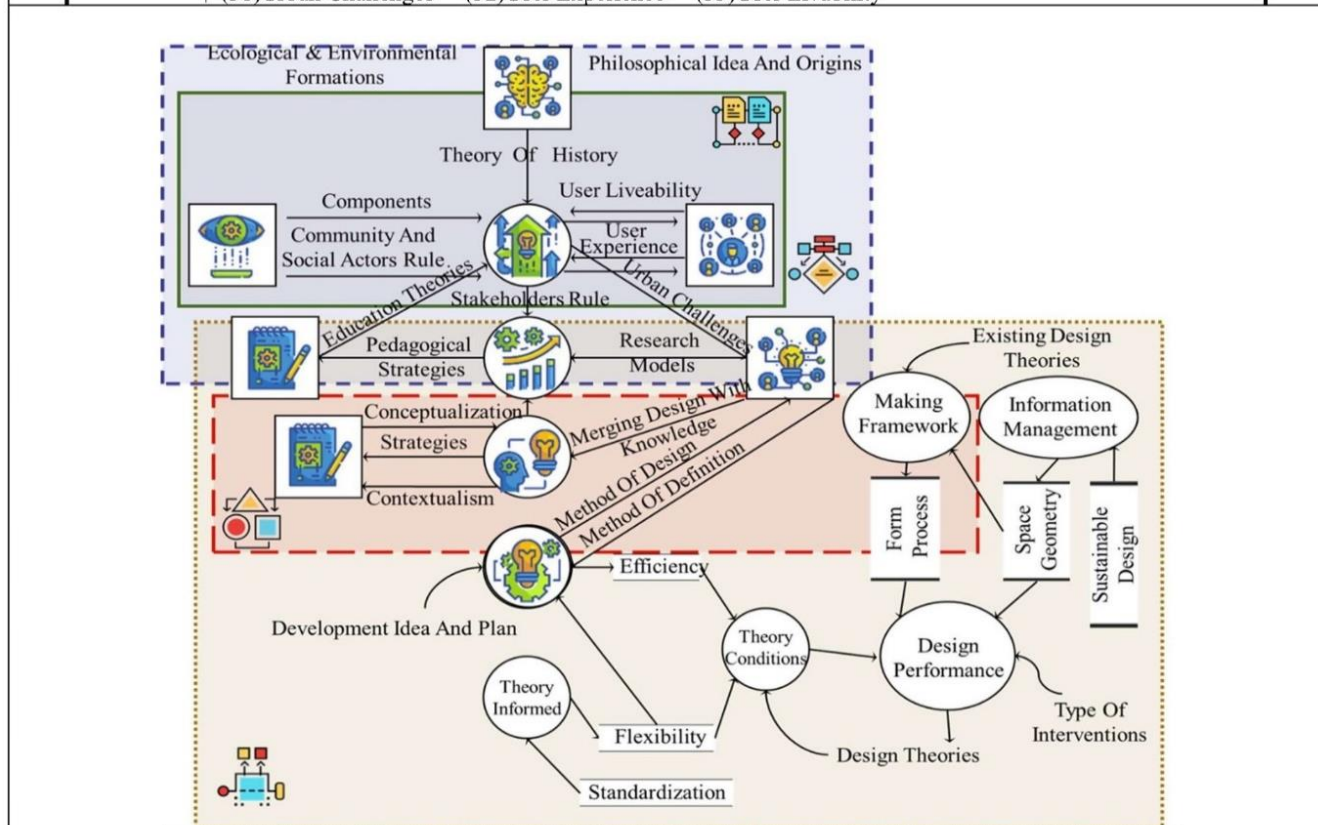 Ecological & Environmental
Formations
Philosophical Idea And Origins
Theory Of History
Components
Community And
Social Actors Rule
User Liveability
User
Experience
Urban Challenges
Education Theories
Stakeholders Rule
Pedagogical
Strategies
Research
Models
Existing Design
Theories
Making
Framework
Information
Management
Conceptualization
Strategies
Contextualism
Merging Design With
Knowledge
Method Of Design
Method Of Definition
Form
Process
Space
Geometry
Sustainable
Design
Efficiency
Development Idea And Plan
Theory
Conditions
Design
Performance
Theory
Informed
Flexibility
Type Of
Interventions
Design Theories
Standardization